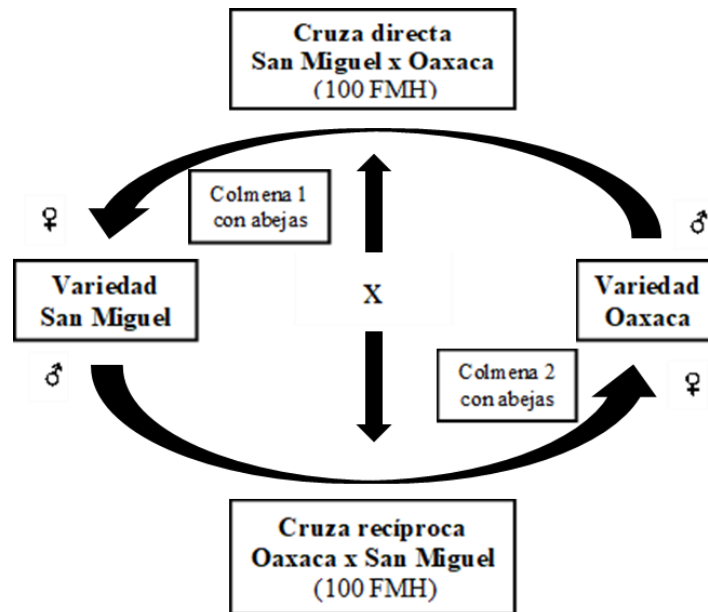 Cruza directa
San Miguel x Oaxaca
(100 FMH)
Colmena 1
con abejas
♀
♂
Variedad
San Miguel
X
Variedad
Oaxaca
♂
Colmena 2
con abejas
♀
Cruza recíproca
Oaxaca x San Miguel
(100 FMH)